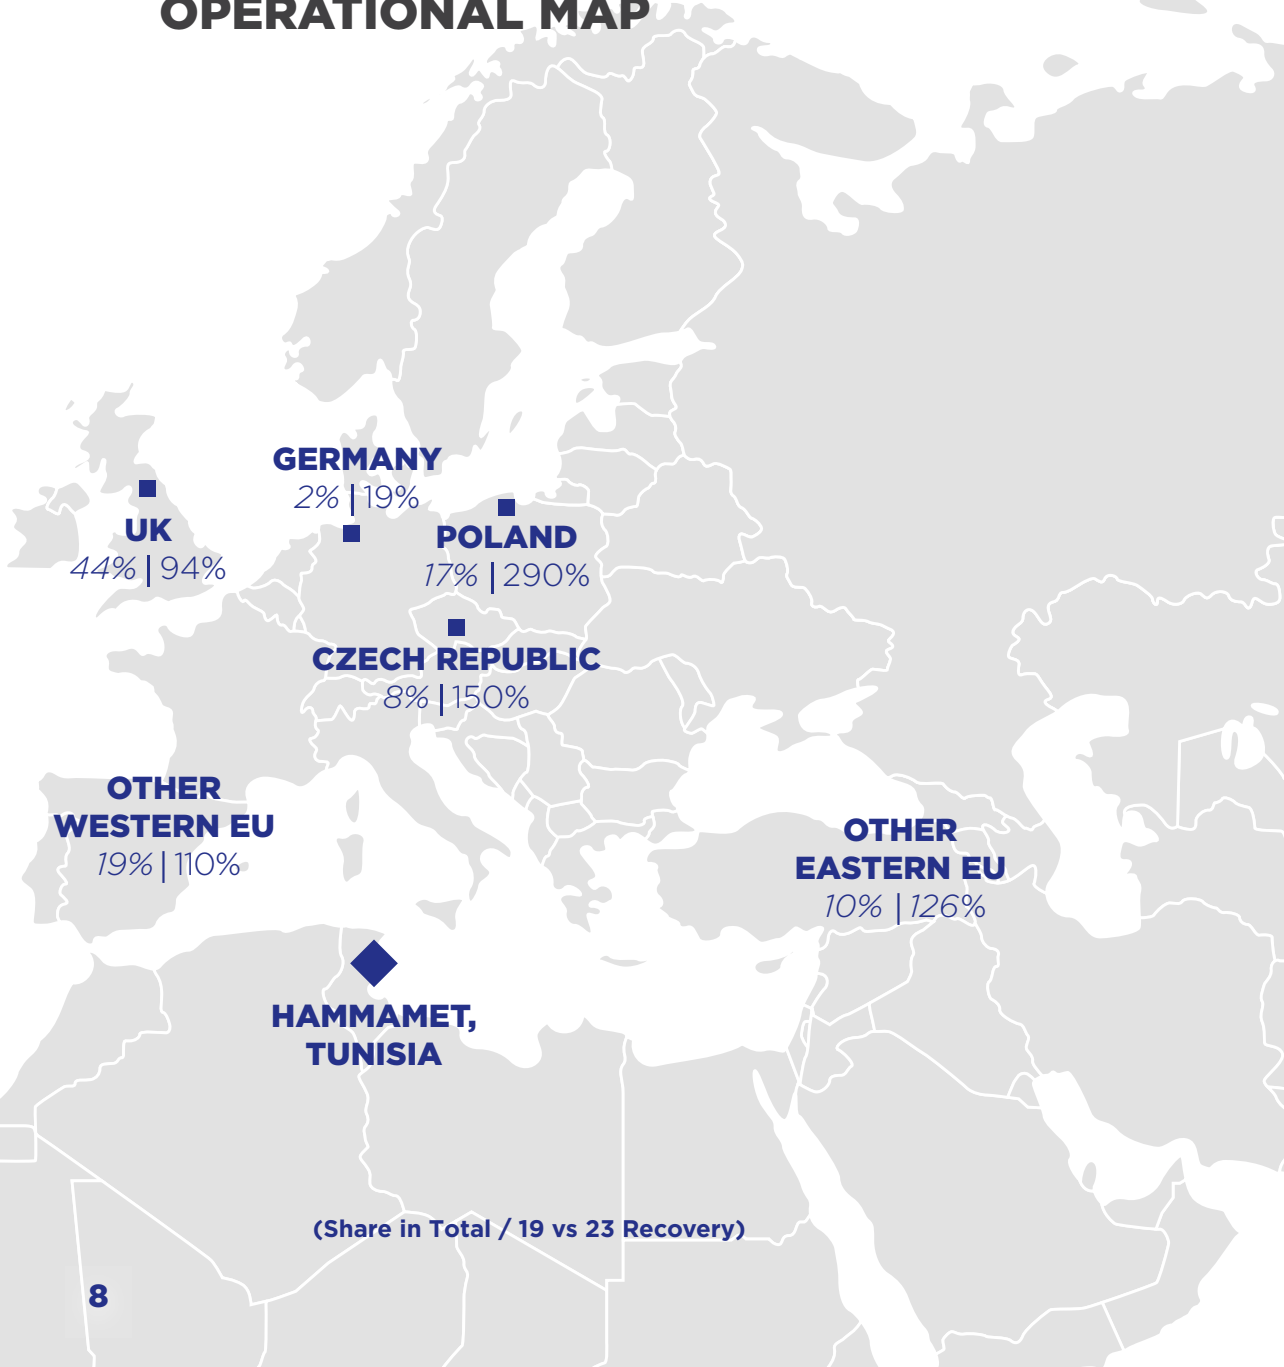 OPERATIONAL MAP
GERMANY
2% | 19%
UK
44% | 94%
POLAND
17% | 290%
CZECH REPUBLIC
8% | 150%
OTHER
WESTERN EU
19% | 110%
OTHER
EASTERN EU
10% | 126%
HAMMAMET,
TUNISIA
(Share in Total / 19 vs 23 Recovery)
8